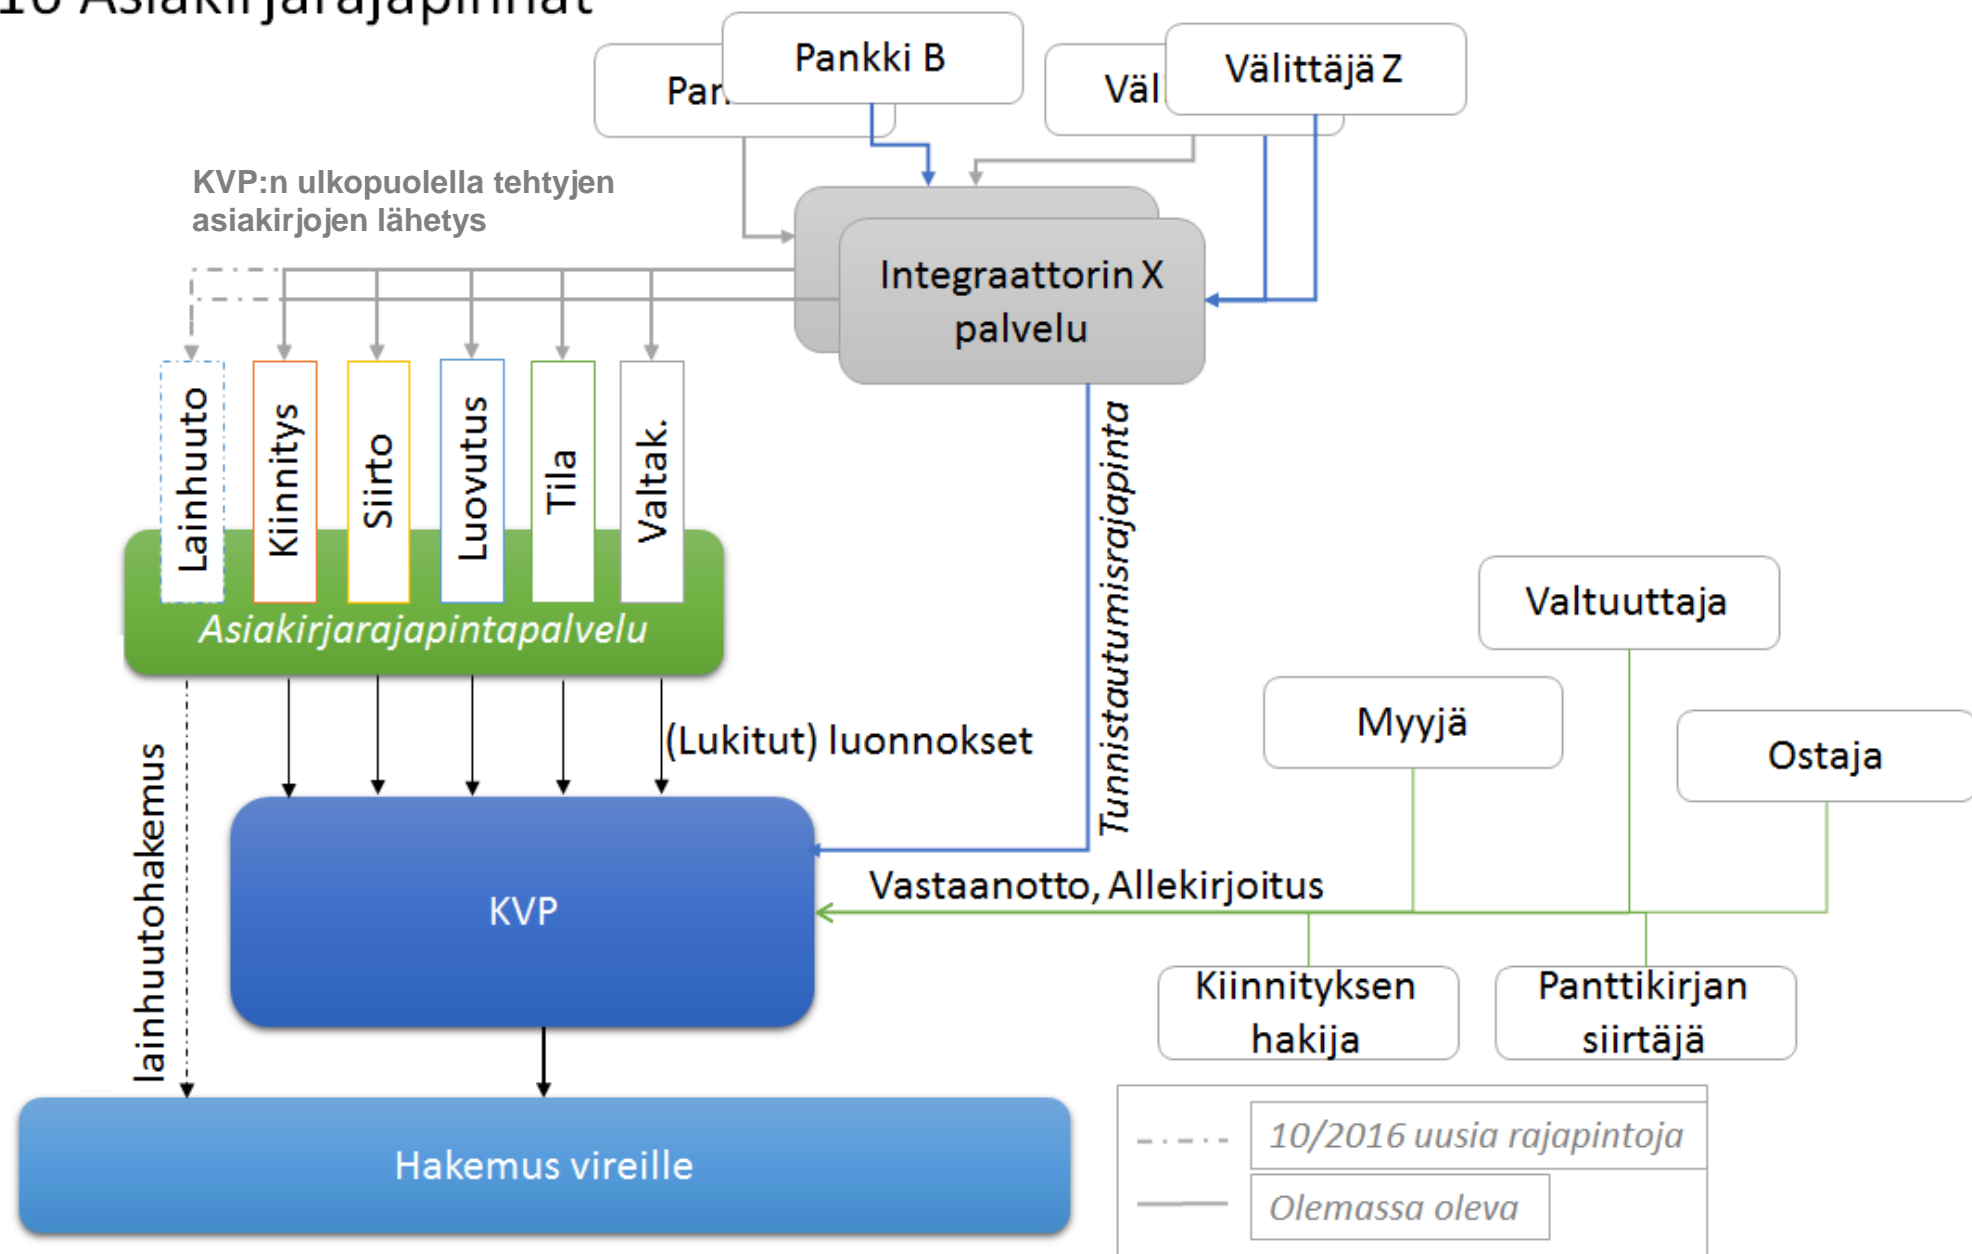 16 Asiakirjarajapinnat
Pankki B
Välittäjä Z
KVP:n ulkopuolella tehtyjen
asiakirjojen lähetys
Integraattorin X
palvelu
Lainhuuto
Kiinnitys
Siirto
Luovutus
Tila
Valtak.
Asiakirjarajapintapalvelu
Tunnistautumisrajapinta
lainhuutohakemus
(Lukitut) luonnokset
Valtuuttaja
Myyjä
Ostaja
Vastaanotto, Allekirjoitus
KVP
Kiinnityksen
hakija
Panttikirjan
siirtäjä
Hakemus vireille
10/2016 uusia rajapintoja
Olemassa oleva